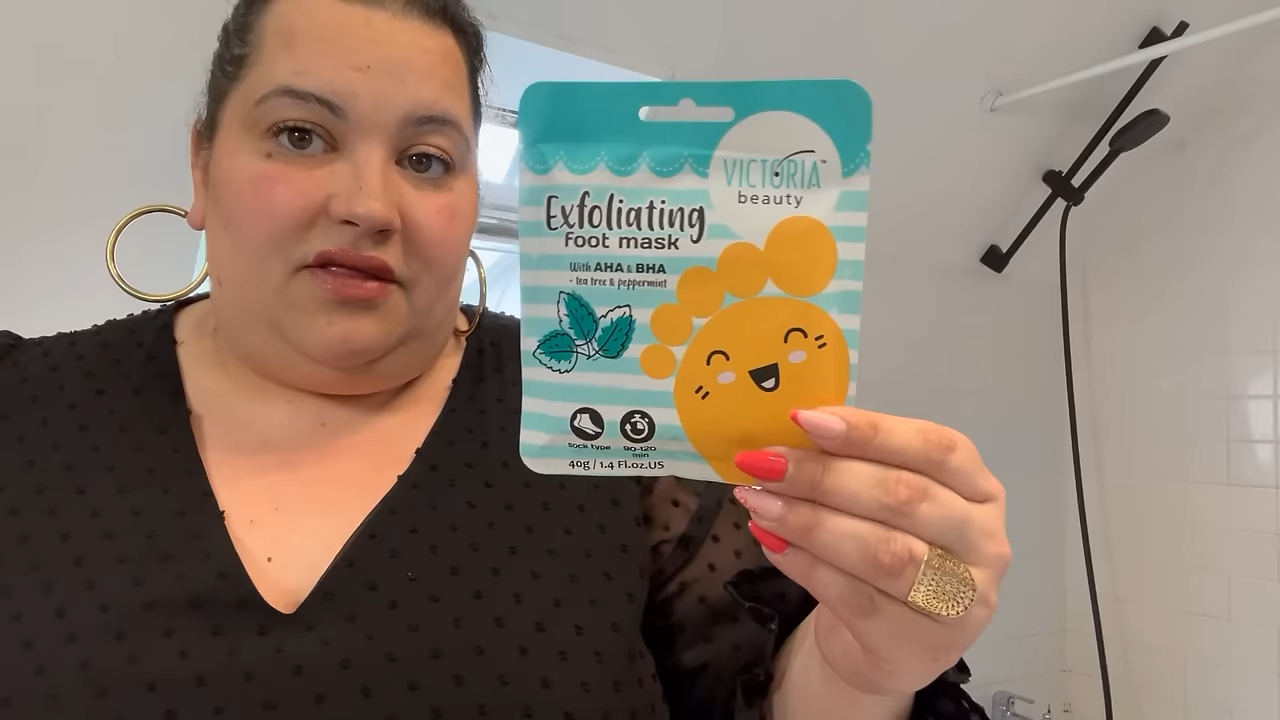 VICTORIA™
beauty
Exfoliating
foot mask
With AHA & BHA
+ tea tree & peppermint
sock type
90-120
min
40g / 1.4 Fl.oz.US